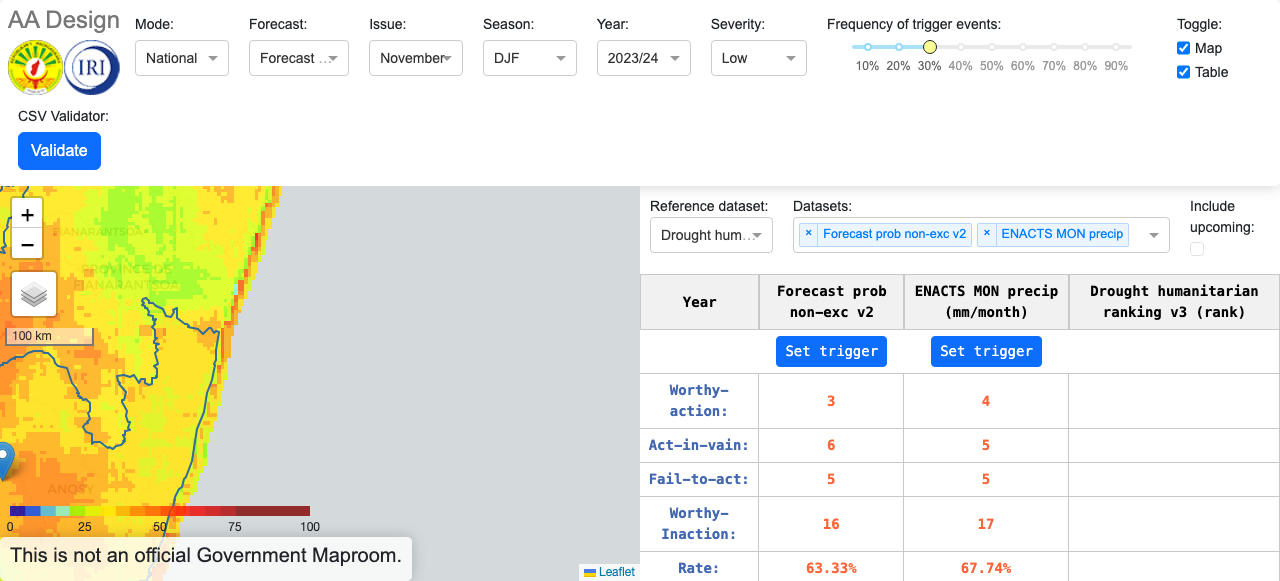 AA Design
IRI
Mode:
National
Forecast:
Forecast ...
Issue:
November
Season:
DJF
Year:
2023/24
Severity:
Low
Frequency of trigger events:
10% 20% 30% 40% 50% 60% 70% 80% 90%
Toggle:
Map
Table
CSV Validator:
Validate
+
−
FIANARANTSOA
PROVINCE DE
FIANARANTSOA
100 km
ANOSY
0 25 50 75 100
This is not an official Government Maproom.
Leaflet
Reference dataset:
Drought hum...
Datasets:
× Forecast prob non-exc v2 × ENACTS MON precip
Include
upcoming:
Year
Forecast prob
non-exc v2
ENACTS MON precip
(mm/month)
Drought humanitarian
ranking v3 (rank)
Set trigger Set trigger
Worthy-
action:
3 4
Act-in-vain: 6 5
Fail-to-act: 5 5
Worthy-
Inaction:
16 17
Rate: 63.33% 67.74%